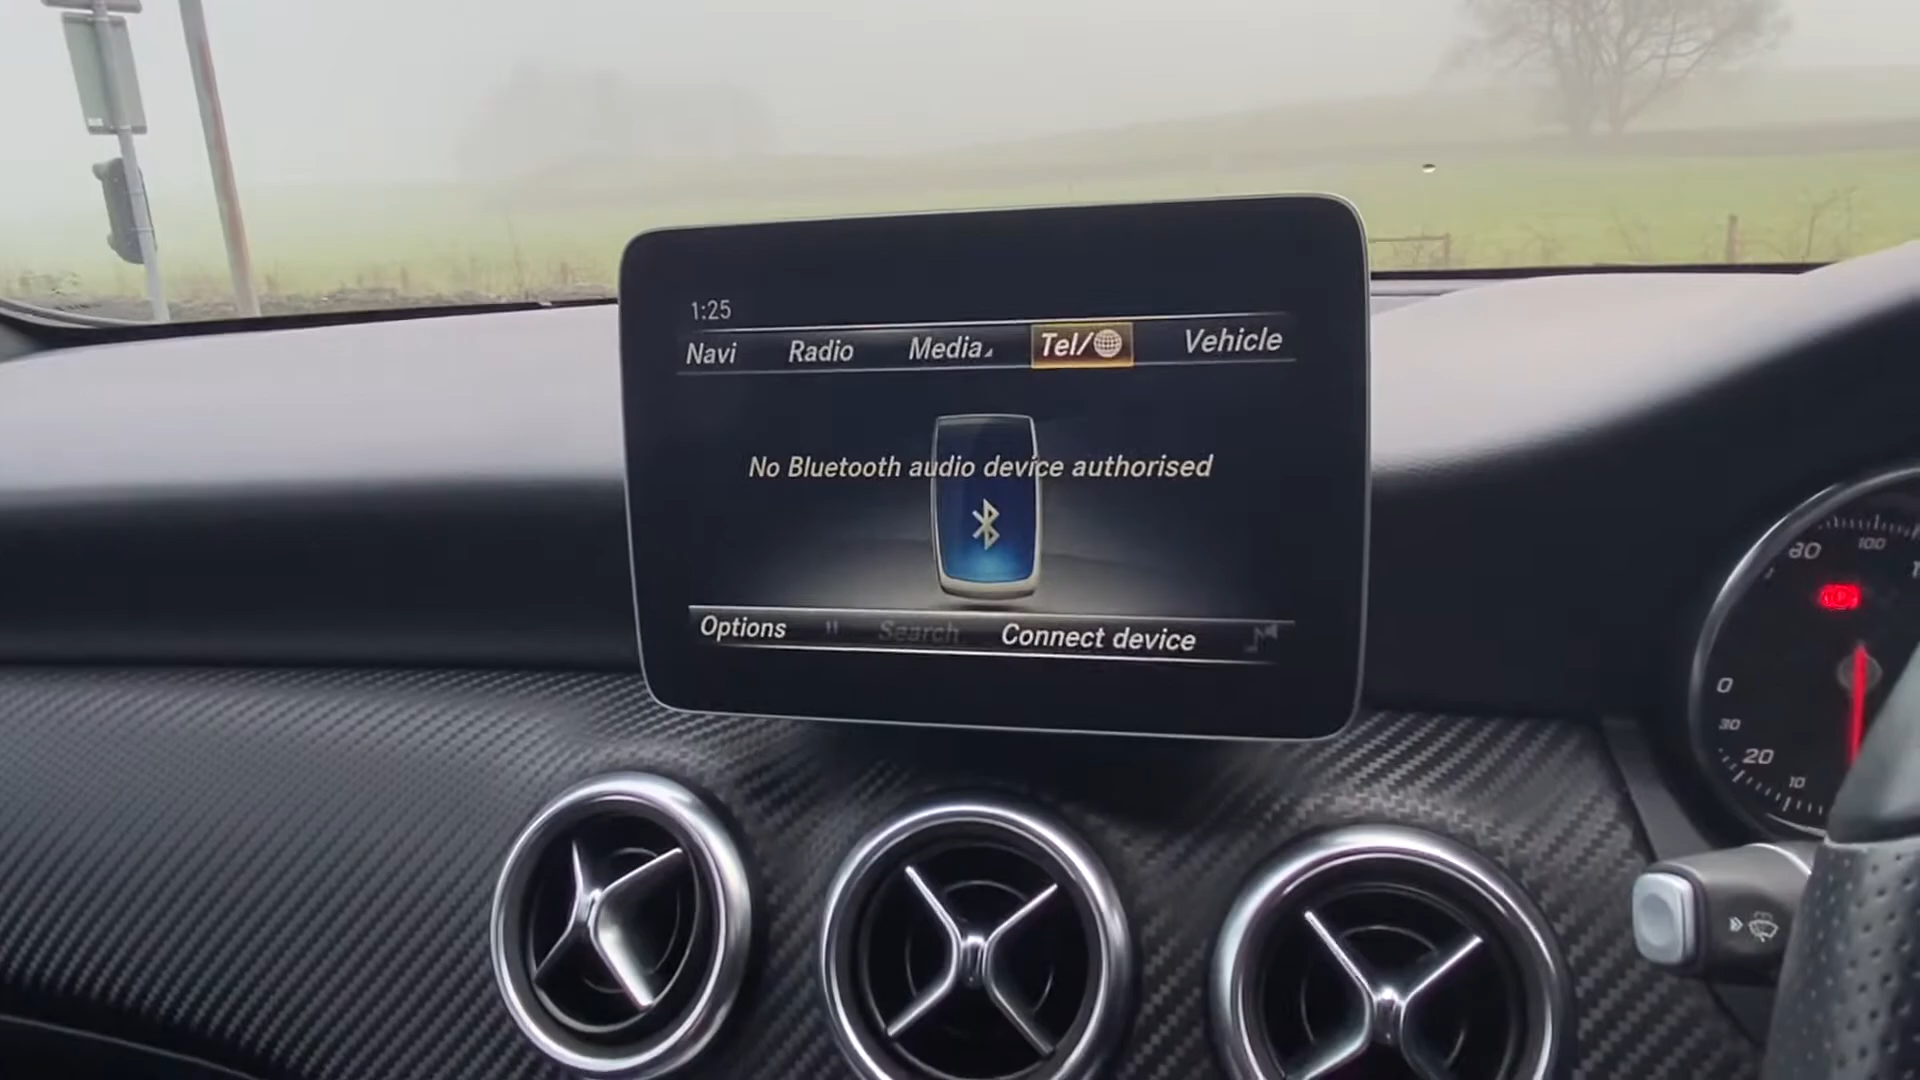 1:25
Navi Radio Media Tel/ Vehicle
No Bluetooth audio device authorised
Options Search Connect device
80 100
0
30
20
10